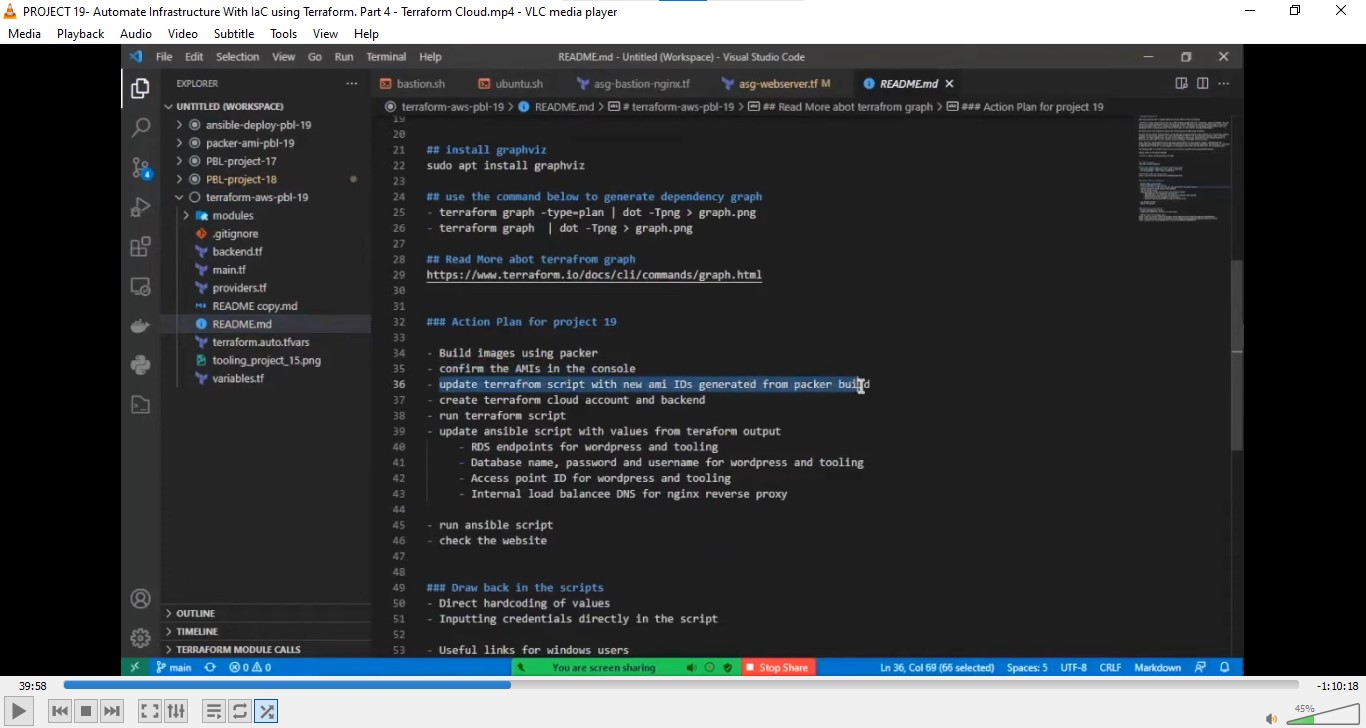 PROJECT 19- Automate Infrastructure With IaC using Terraform. Part 4 - Terraform Cloud.mp4 - VLC media player
Media Playback Audio Video Subtitle Tools View Help
File Edit Selection View Go Run Terminal Help README.md - Untitled (Workspace) - Visual Studio Code
EXPLORER
bastion.sh ubuntu.sh asg-bastion-nginx.tf asg-webserver.tf M README.md
UNTITLED (WORKSPACE)
terraform-aws-pbl-19 > README.md > # terraform-aws-pbl-19 > ## Read More abot terrafrom graph > ### Action Plan for project 19
ansible-deploy-pbl-19
packer-ami-pbl-19
PBL-project-17
PBL-project-18
terraform-aws-pbl-19
modules
.gitignore
backend.tf
main.tf
providers.tf
README copy.md
README.md
terraform.auto.tfvars
tooling_project_15.png
variables.tf
OUTLINE
TIMELINE
TERRAFORM MODULE CALLS
19
20
21 ## install graphviz
22 sudo apt install graphviz
23
24 ## use the command below to generate dependency graph
25 - terraform graph -type=plan | dot -Tpng > graph.png
26 - terraform graph | dot -Tpng > graph.png
27
28 ## Read More abot terrafrom graph
29 https://www.terraform.io/docs/cli/commands/graph.html
30
31
32 ### Action Plan for project 19
33
34 - Build images using packer
35 - confirm the AMIs in the console
36 - update terrafrom script with new ami IDs generated from packer build
37 - create terraform cloud account and backend
38 - run terraform script
39 - update ansible script with values from teraform output
40 - RDS endpoints for wordpress and tooling
41 - Database name, password and username for wordpress and tooling
42 - Access point ID for wordpress and tooling
43 - Internal load balancee DNS for nginx reverse proxy
44
45 - run ansible script
46 - check the website
47
48
49 ### Draw back in the scripts
50 - Direct hardcoding of values
51 - Inputting credentials directly in the script
52
53 - Useful links for windows users
main 0 0 You are screen sharing Stop Share Ln 36, Col 69 (66 selected) Spaces: 5 UTF-8 CRLF Markdown
39:58 -1:10:18
45%